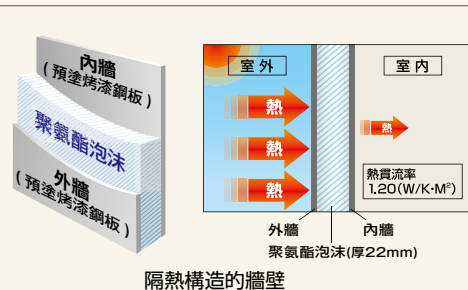 內牆
(預塗烤漆鋼板)
聚氨酯泡沫
外牆
(預塗烤漆鋼板)
室外
室內
熱
熱
熱
熱
熱貫流率
1.20(W/K·M²)
外牆
內牆
聚氨酯泡沫(厚22mm)
隔熱構造的牆壁